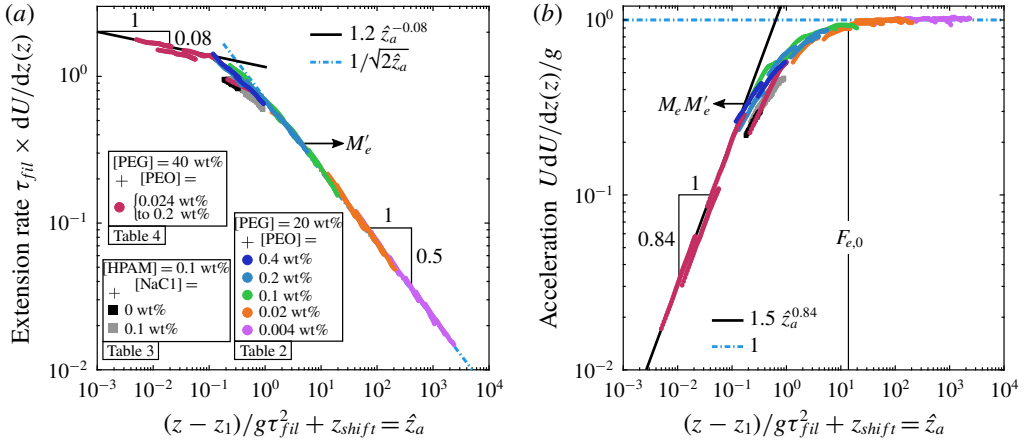 (a)
Extension rate τ_fil × dU/dz(z)
10^0
10^−1
10^−2
1
0.08
1.2 ẑ_a^−0.08
1/√2ẑ_a
M′_e
[PEG] = 40 wt%
+ [PEO] =
{0.024 wt%
to 0.2 wt%
Table 4
[HPAM] = 0.1 wt%
+ [NaC1] =
0 wt%
0.1 wt%
Table 3
[PEG] = 20 wt%
+ [PEO] =
0.4 wt%
0.2 wt%
0.1 wt%
0.02 wt%
0.004 wt%
Table 2
1
0.5
10^−3 10^−2 10^−1 10^0 10^1 10^2 10^3 10^4
(z − z_1)/gτ_fil^2 + z_shift = ẑ_a
(b)
Acceleration UdU/dz(z)/g
10^0
10^−1
10^−2
M_e M′_e
1
0.84
F_e,0
1.5 ẑ_a^0.84
1
10^−3 10^−2 10^−1 10^0 10^1 10^2 10^3 10^4
(z − z_1)/gτ_fil^2 + z_shift = ẑ_a